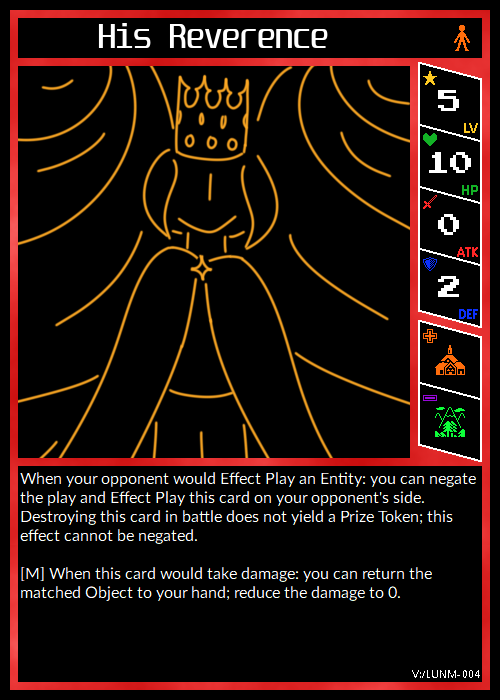 His Reverence
5
LV
10
HP
0
ATK
2
DEF
When your opponent would Effect Play an Entity: you can negate
the play and Effect Play this card on your opponent's side.
Destroying this card in battle does not yield a Prize Token; this
effect cannot be negated.
[M] When this card would take damage: you can return the
matched Object to your hand; reduce the damage to 0.
V:/LUNM-004